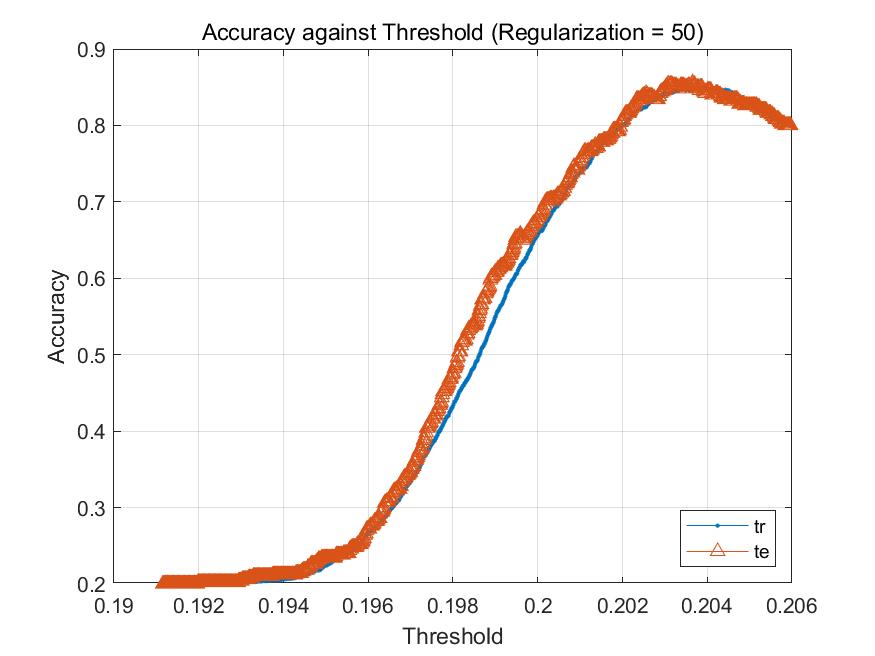 Accuracy against Threshold (Regularization = 50)
0.9
0.8
0.7
0.6
0.5
0.4
0.3
0.2
Accuracy
tr
te
0.19 0.192 0.194 0.196 0.198 0.2 0.202 0.204 0.206
Threshold